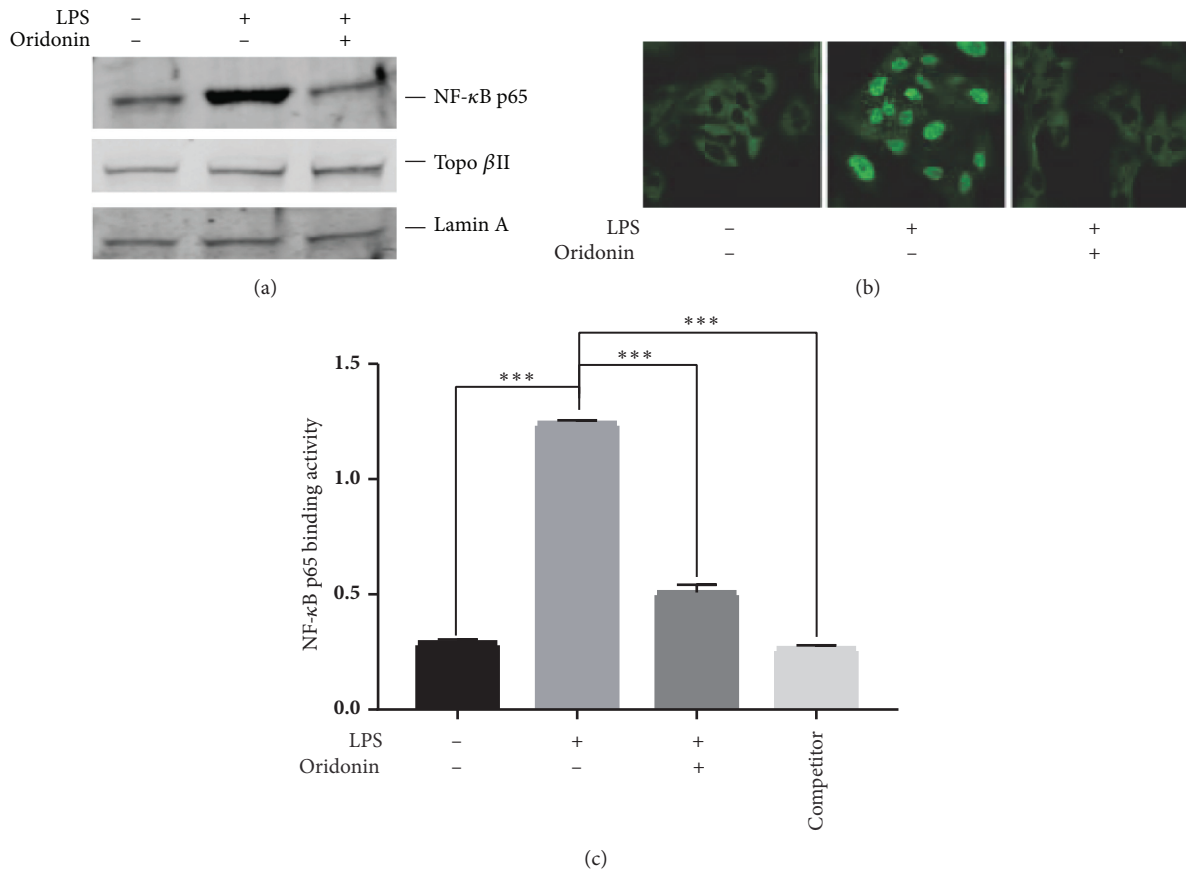 LPS – + +
Oridonin – – +
NF-κB p65
Topo βII
Lamin A
(a)
LPS – + +
Oridonin – – +
(b)
***
***
***
1.5
1.0
0.5
0.0
NF-κB p65 binding activity
LPS – + +
Oridonin – – +
Competitor
(c)